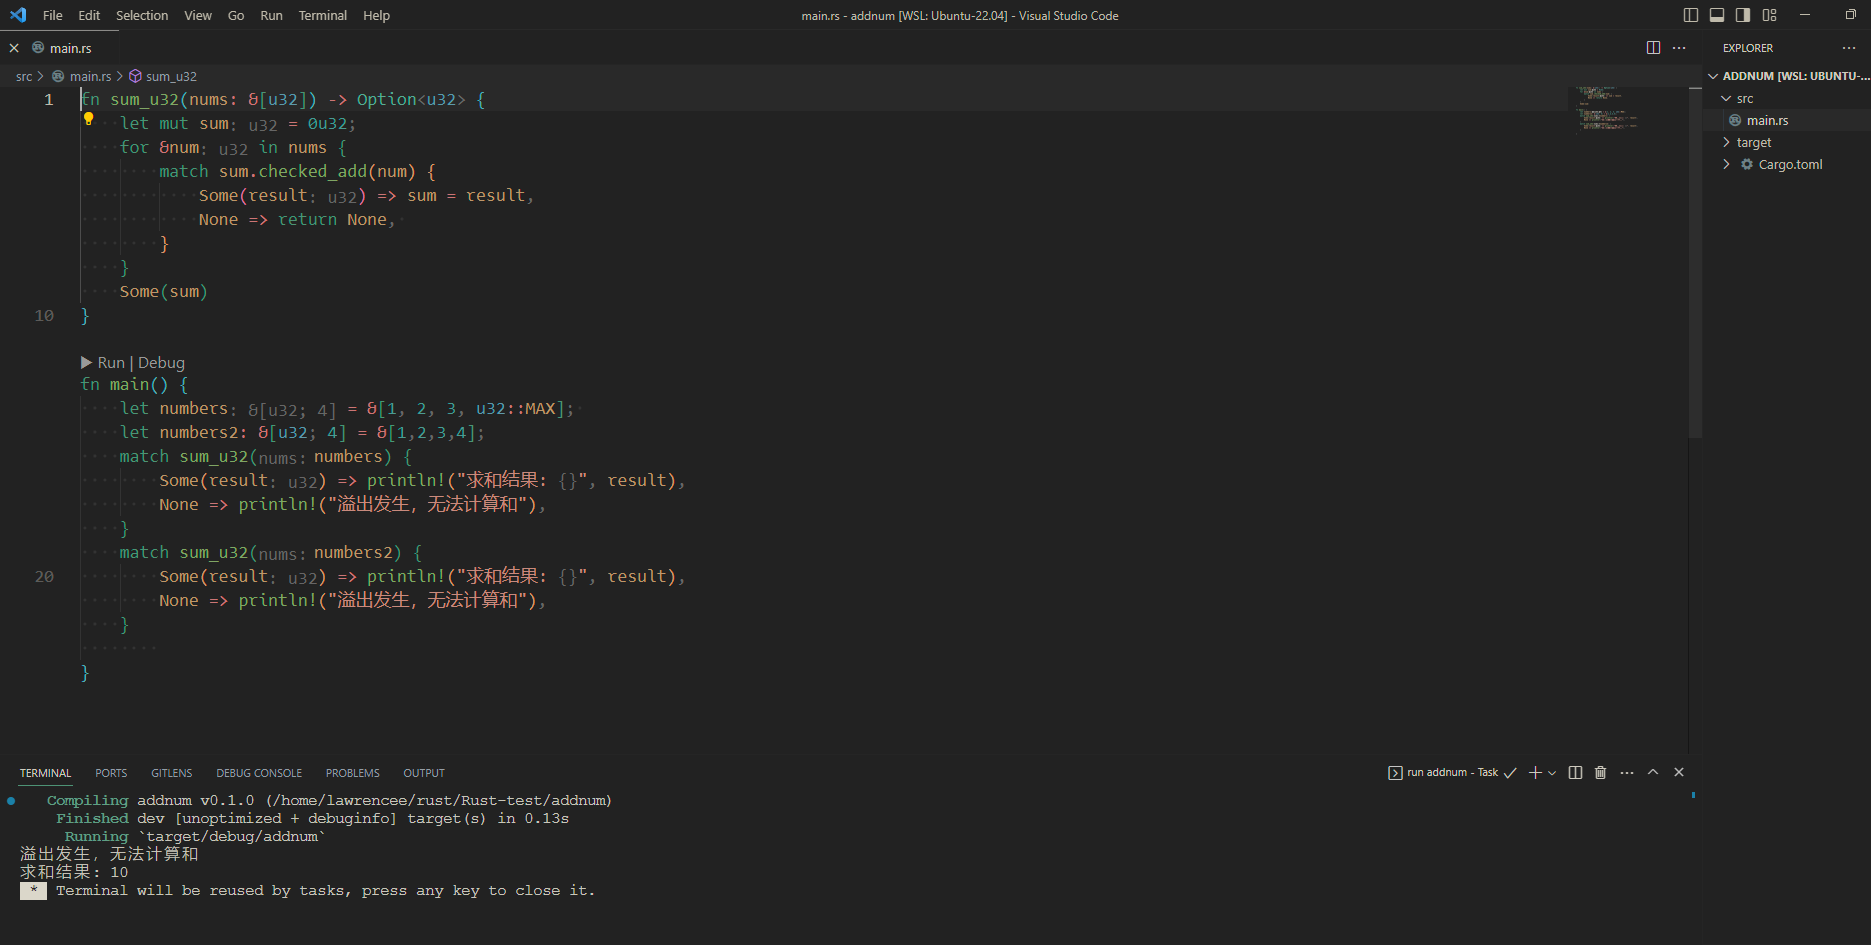 File Edit Selection View Go Run Terminal Help
main.rs - addnum [WSL: Ubuntu-22.04] - Visual Studio Code
main.rs
src > main.rs > sum_u32
1 fn sum_u32(nums: &[u32]) -> Option<u32> {
let mut sum: u32 = 0u32;
for &num: u32 in nums {
match sum.checked_add(num) {
Some(result: u32) => sum = result,
None => return None,
}
}
Some(sum)
10 }
Run | Debug
fn main() {
let numbers: &[u32; 4] = &[1, 2, 3, u32::MAX];
let numbers2: &[u32; 4] = &[1,2,3,4];
match sum_u32(nums: numbers) {
Some(result: u32) => println!("求和结果: {}", result),
None => println!("溢出发生，无法计算和"),
}
match sum_u32(nums: numbers2) {
20 Some(result: u32) => println!("求和结果: {}", result),
None => println!("溢出发生，无法计算和"),
}
}
EXPLORER
ADDNUM [WSL: UBUNTU-...
src
main.rs
target
Cargo.toml
TERMINAL PORTS GITLENS DEBUG CONSOLE PROBLEMS OUTPUT
run addnum - Task
Compiling addnum v0.1.0 (/home/lawrencee/rust/Rust-test/addnum)
Finished dev [unoptimized + debuginfo] target(s) in 0.13s
Running `target/debug/addnum`
溢出发生，无法计算和
求和结果: 10
* Terminal will be reused by tasks, press any key to close it.